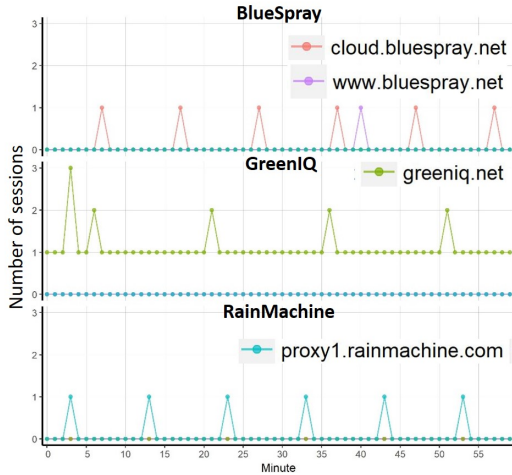 BlueSpray
3
cloud.bluespray.net
2
www.bluespray.net
1
0
GreenIQ
3
greeniq.net
2
1
0
Number of sessions
RainMachine
3
2
proxy1.rainmachine.com
1
0
0 5 10 15 20 25 30 35 40 45 50 55
Minute